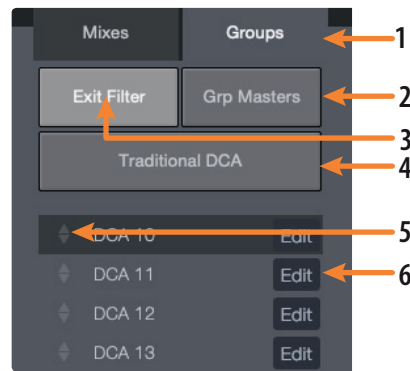 Mixes Groups 1
Exit Filter Grp Masters 2
3
Traditional DCA 4
DCA 10 Edit 5
DCA 11 Edit 6
DCA 12 Edit
DCA 13 Edit